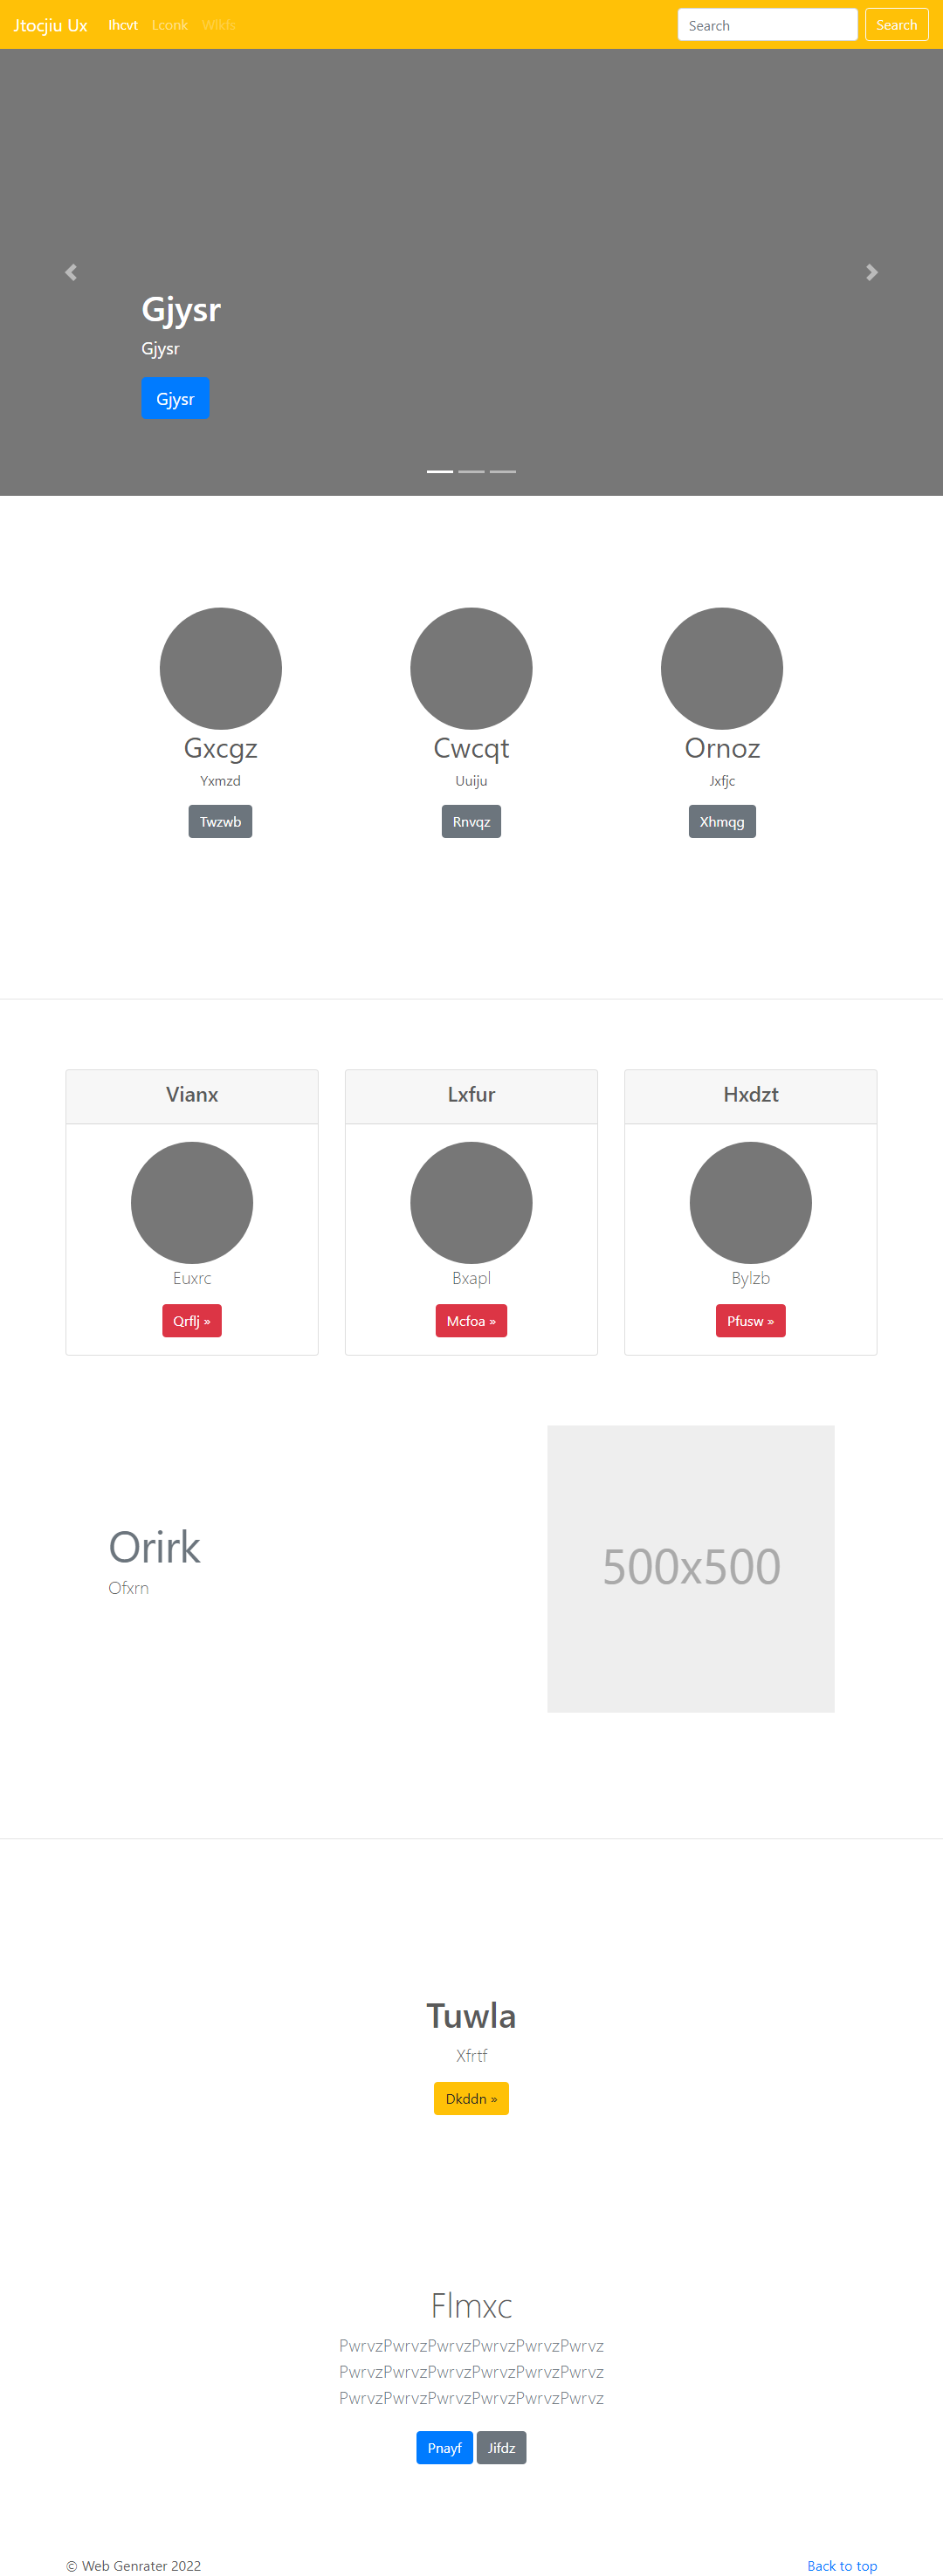 Jtocjiu Ux Ihcvt Lconk Wlkfs Search Search
Gjysr
Gjysr
Gjysr
Gxcgz Cwcqt Ornoz
Yxmzd Uuiju Jxfjc
Twzwb Rnvqz Xhmqg
Vianx Lxfur Hxdzt
Euxrc Bxapl Bylzb
Qrflj » Mcfoa » Pfusw »
500x500
Orirk
Ofxrn
Tuwla
Xfrtf
Dkddn »
Flmxc
PwrvzPwrvzPwrvzPwrvzPwrvzPwrvz
PwrvzPwrvzPwrvzPwrvzPwrvzPwrvz
PwrvzPwrvzPwrvzPwrvzPwrvzPwrvz
Pnayf Jifdz
© Web Genrater 2022 Back to top